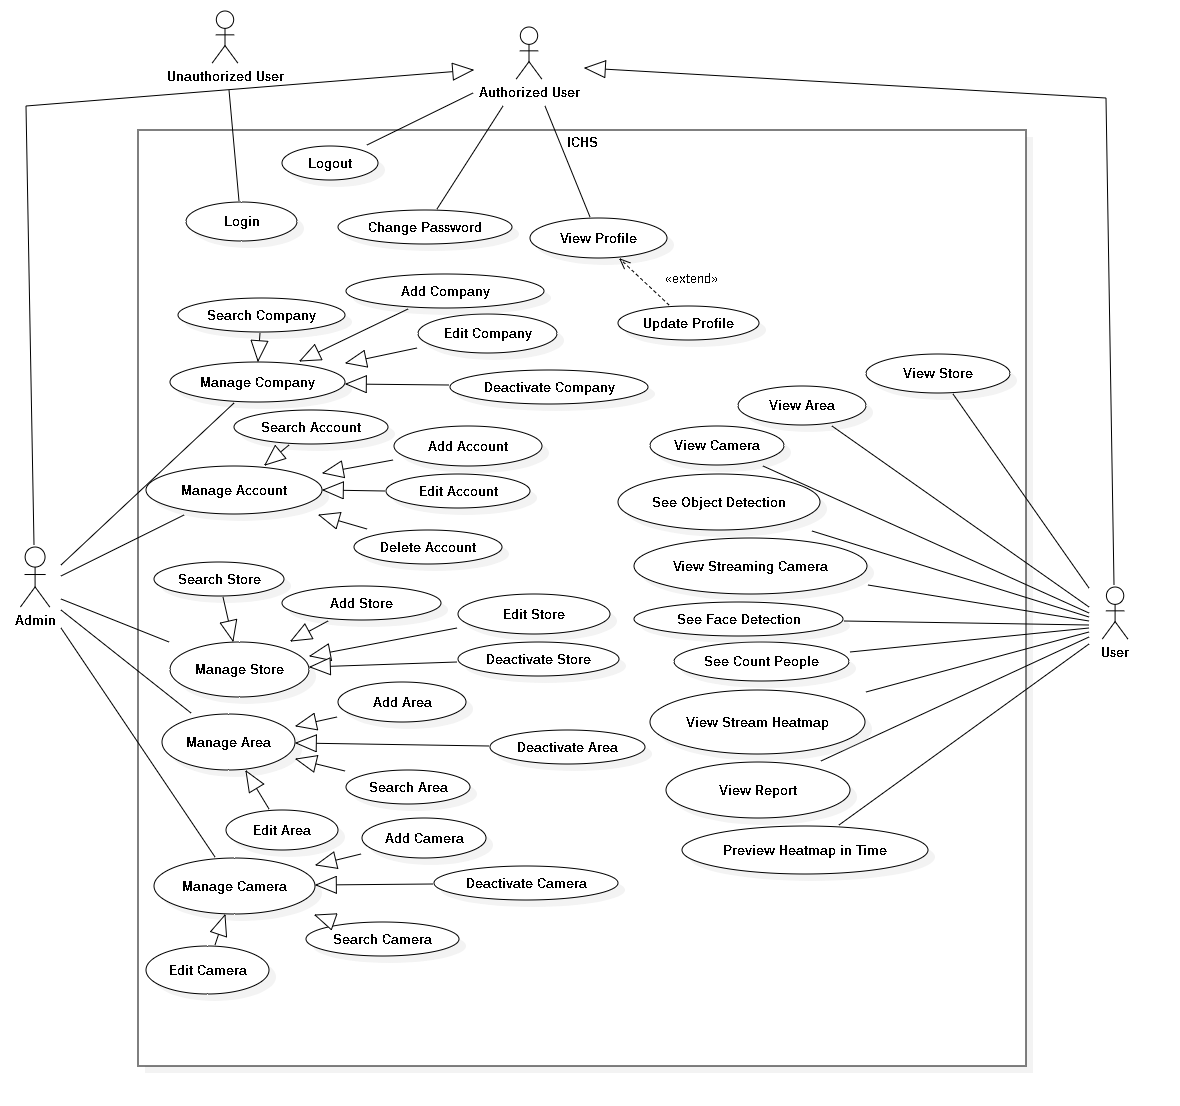 Unauthorized User
Authorized User
ICHS
Logout
Login
Change Password
View Profile
«extend»
Update Profile
Add Company
Search Company
Edit Company
Manage Company
Deactivate Company
View Store
View Area
Search Account
Add Account
View Camera
Manage Account
Edit Account
See Object Detection
Delete Account
View Streaming Camera
Search Store
Add Store
Edit Store
See Face Detection
Admin
User
Manage Store
Deactivate Store
See Count People
Add Area
View Stream Heatmap
Manage Area
Deactivate Area
Search Area
View Report
Edit Area
Add Camera
Preview Heatmap in Time
Manage Camera
Deactivate Camera
Search Camera
Edit Camera